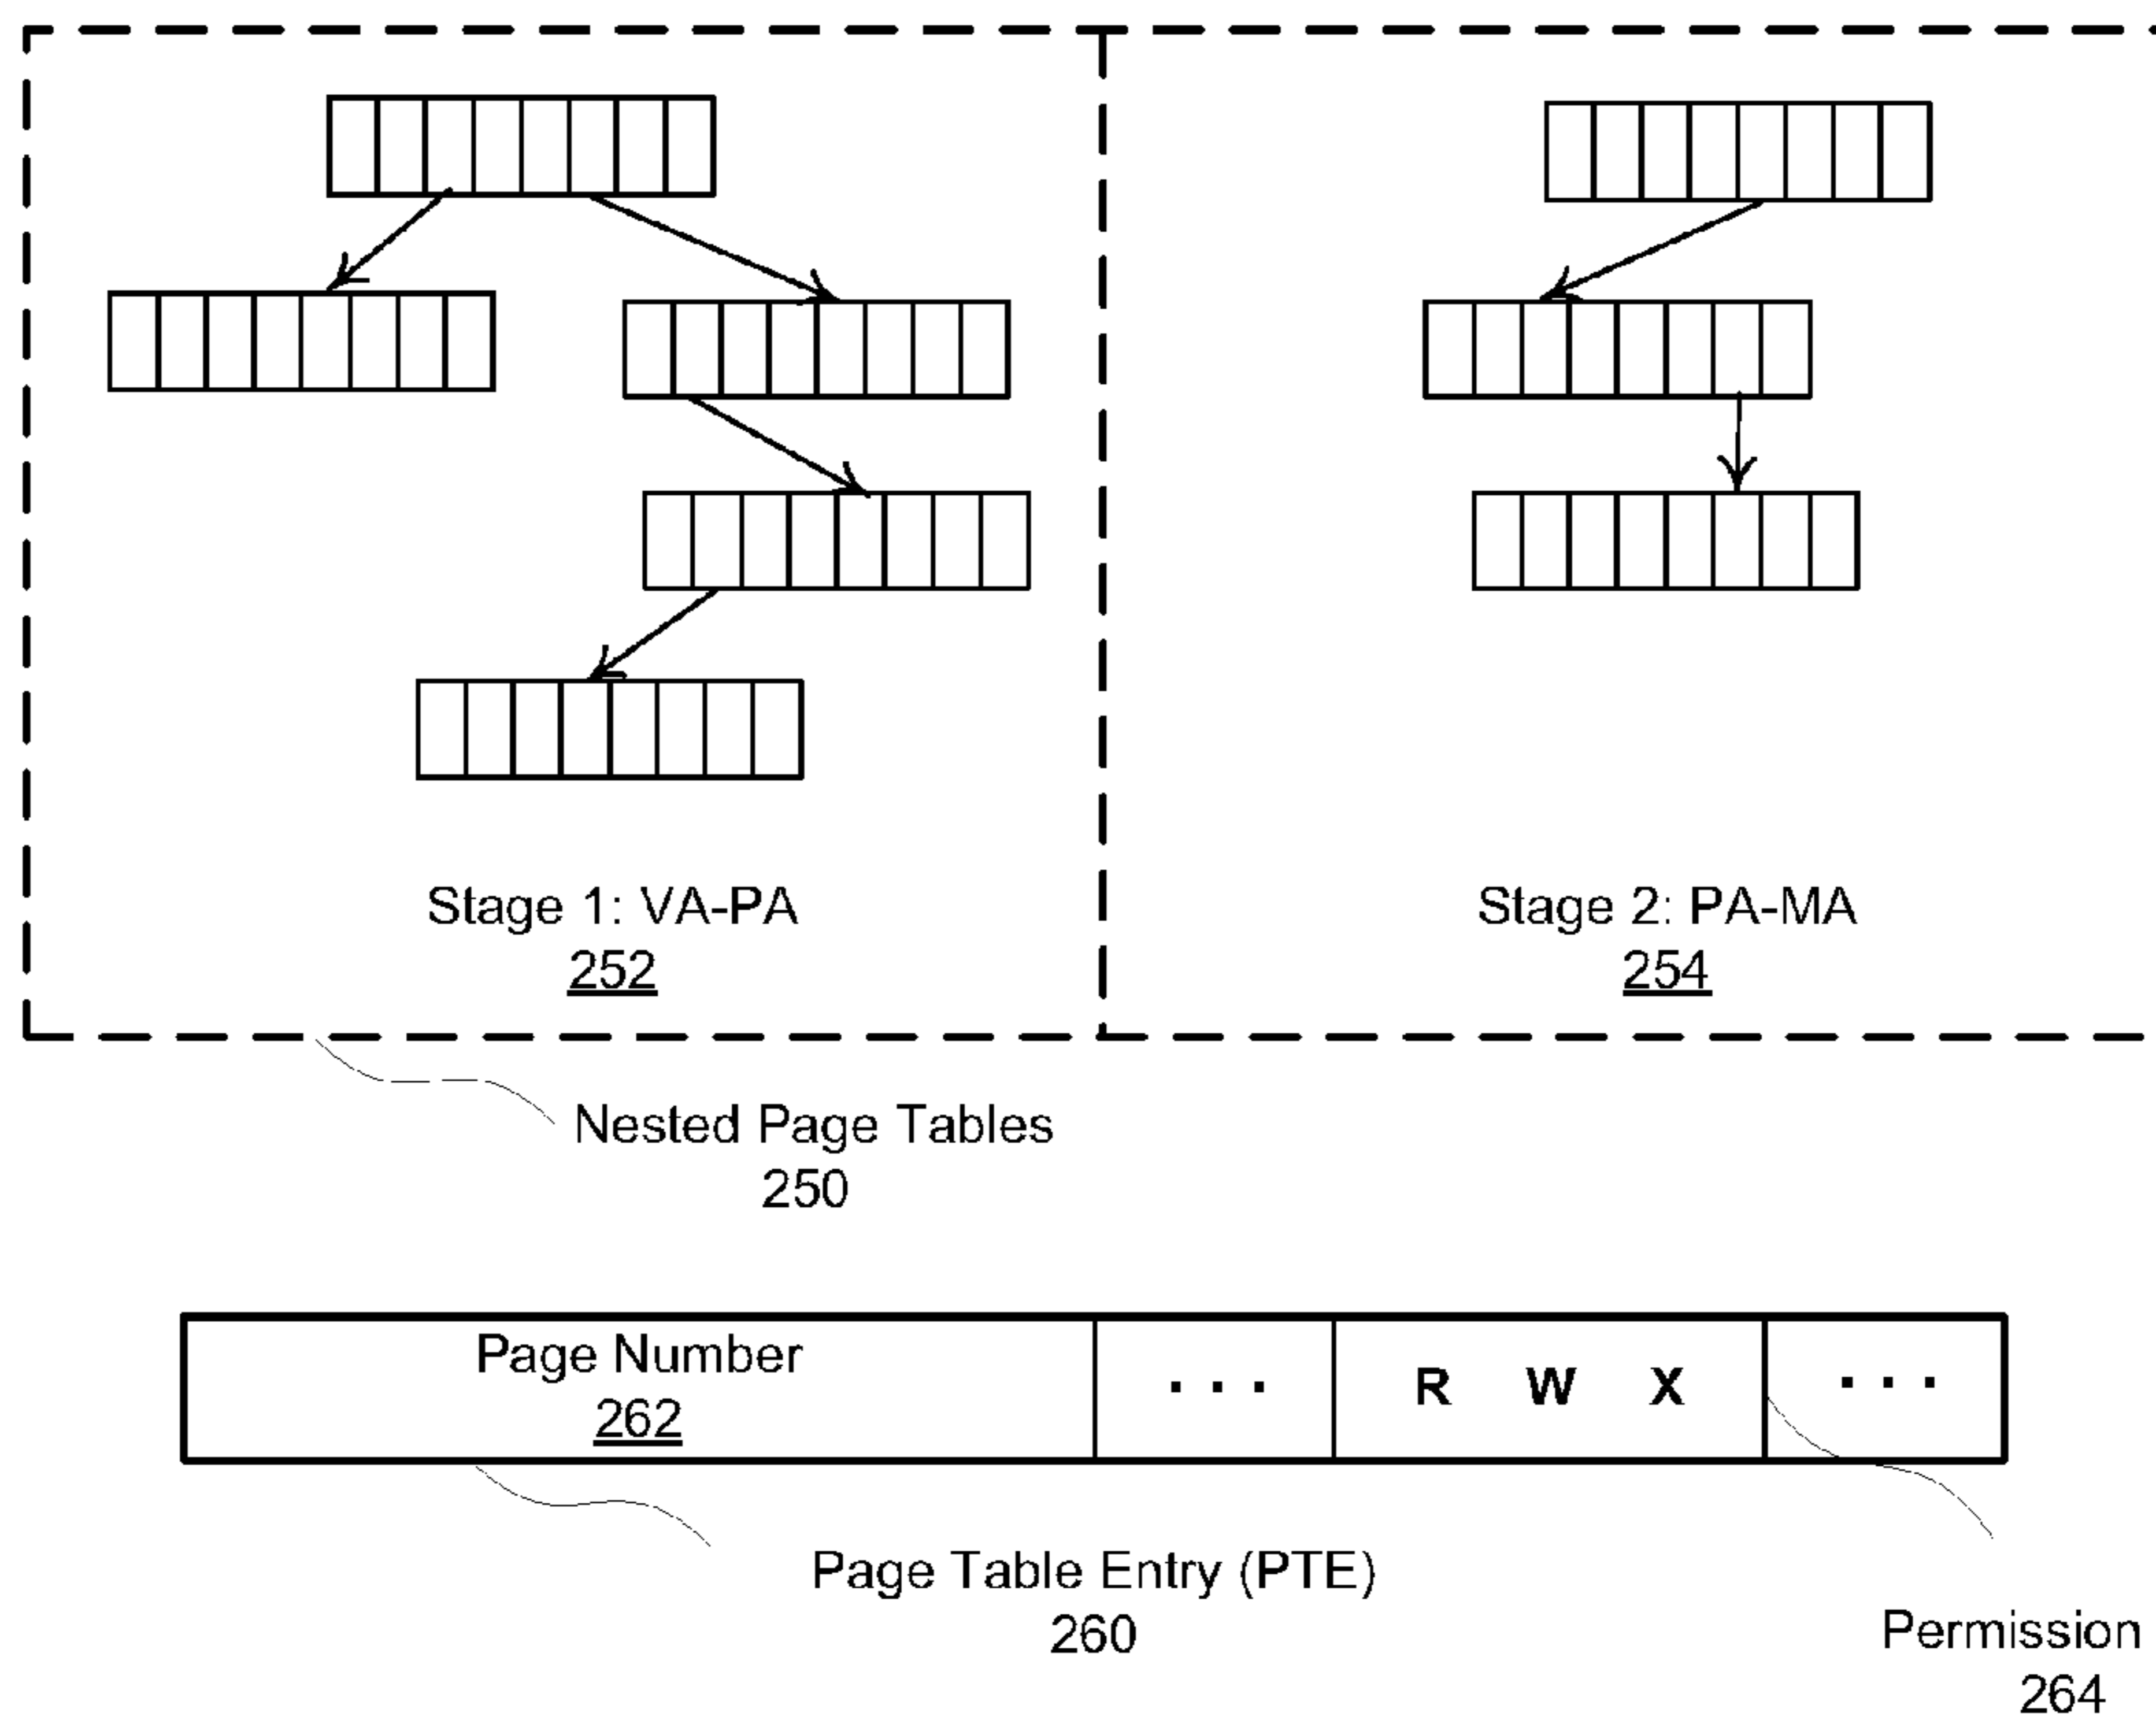 Stage 1: VA-PA
252
Stage 2: PA-MA
254
Nested Page Tables
250
Page Number
262
. . .
R W X
. . .
Page Table Entry (PTE)
260
Permission
264